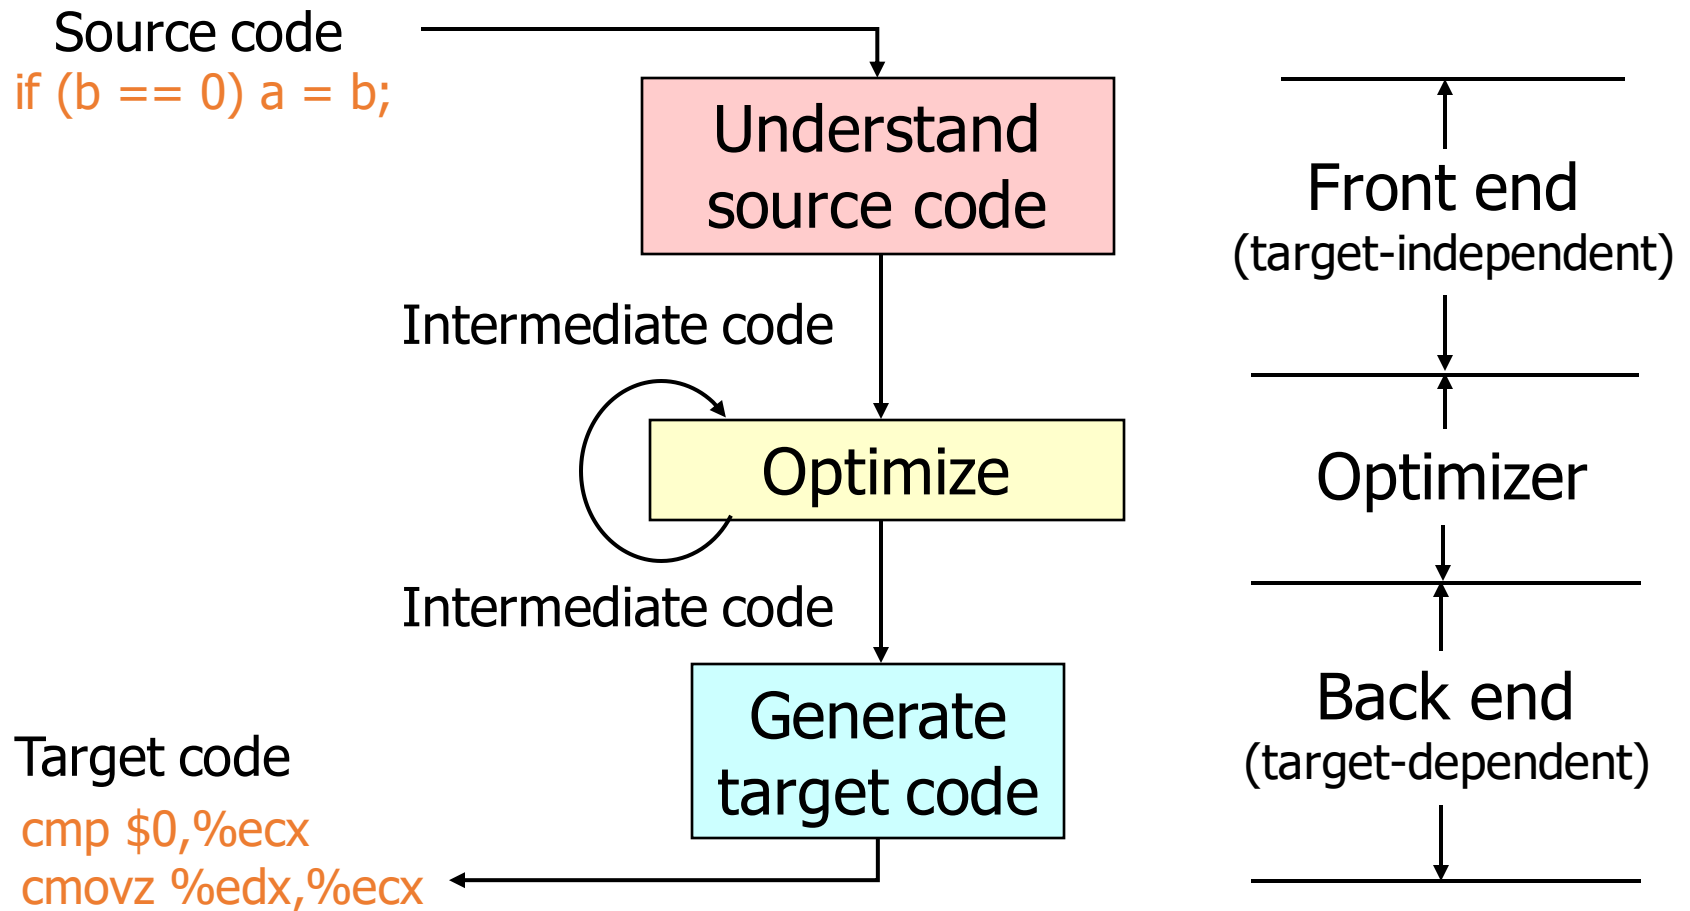 Source code
if (b == 0) a = b;
Understand
source code
Front end
(target-independent)
Intermediate code
Optimize
Optimizer
Intermediate code
Generate
target code
Back end
(target-dependent)
Target code
cmp $0,%ecx
cmovz %edx,%ecx